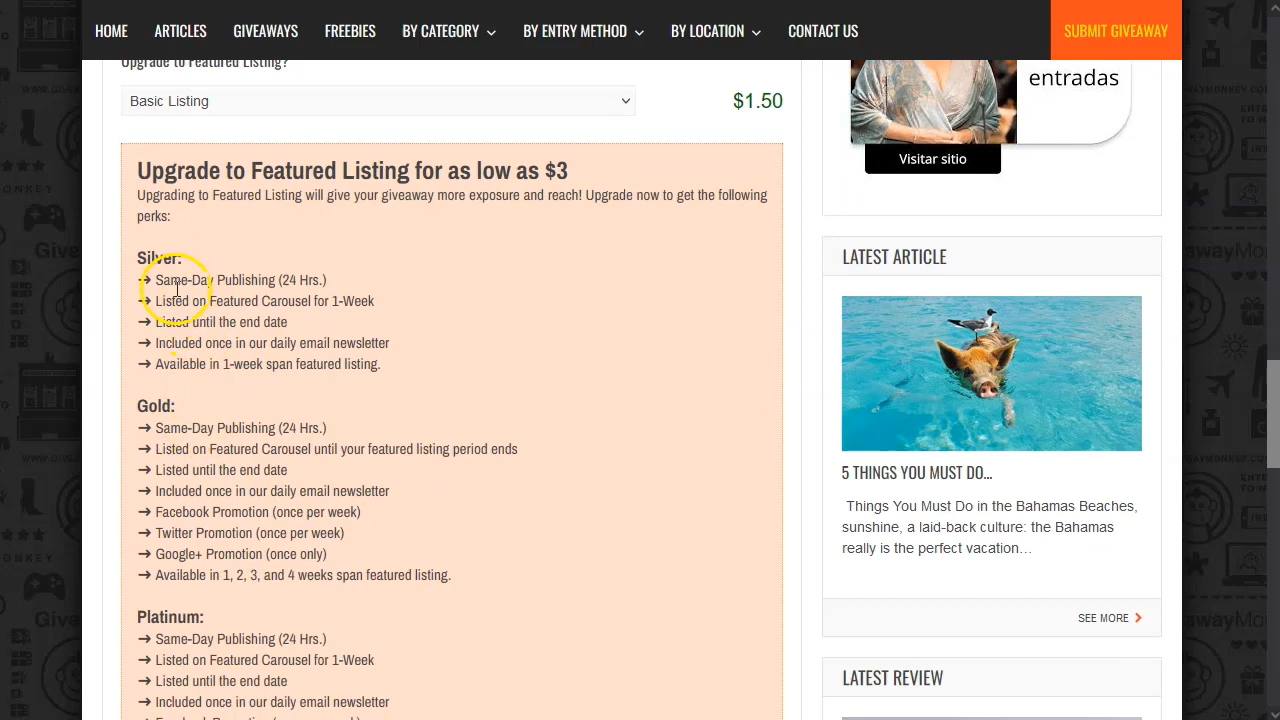 HOME ARTICLES GIVEAWAYS FREEBIES BY CATEGORY BY ENTRY METHOD BY LOCATION CONTACT US SUBMIT GIVEAWAY
Upgrade to Featured Listing?
Basic Listing
$1.50
Upgrade to Featured Listing for as low as $3
Upgrading to Featured Listing will give your giveaway more exposure and reach! Upgrade now to get the following
perks:
Silver:
➔ Same-Day Publishing (24 Hrs.)
➔ Listed on Featured Carousel for 1-Week
➔ Listed until the end date
➔ Included once in our daily email newsletter
➔ Available in 1-week span featured listing.
Gold:
➔ Same-Day Publishing (24 Hrs.)
➔ Listed on Featured Carousel until your featured listing period ends
➔ Listed until the end date
➔ Included once in our daily email newsletter
➔ Facebook Promotion (once per week)
➔ Twitter Promotion (once per week)
➔ Google+ Promotion (once only)
➔ Available in 1, 2, 3, and 4 weeks span featured listing.
Platinum:
➔ Same-Day Publishing (24 Hrs.)
➔ Listed on Featured Carousel for 1-Week
➔ Listed until the end date
➔ Included once in our daily email newsletter
entradas
Visitar sitio
LATEST ARTICLE
5 THINGS YOU MUST DO...
Things You Must Do in the Bahamas Beaches,
sunshine, a laid-back culture: the Bahamas
really is the perfect vacation…
SEE MORE
LATEST REVIEW